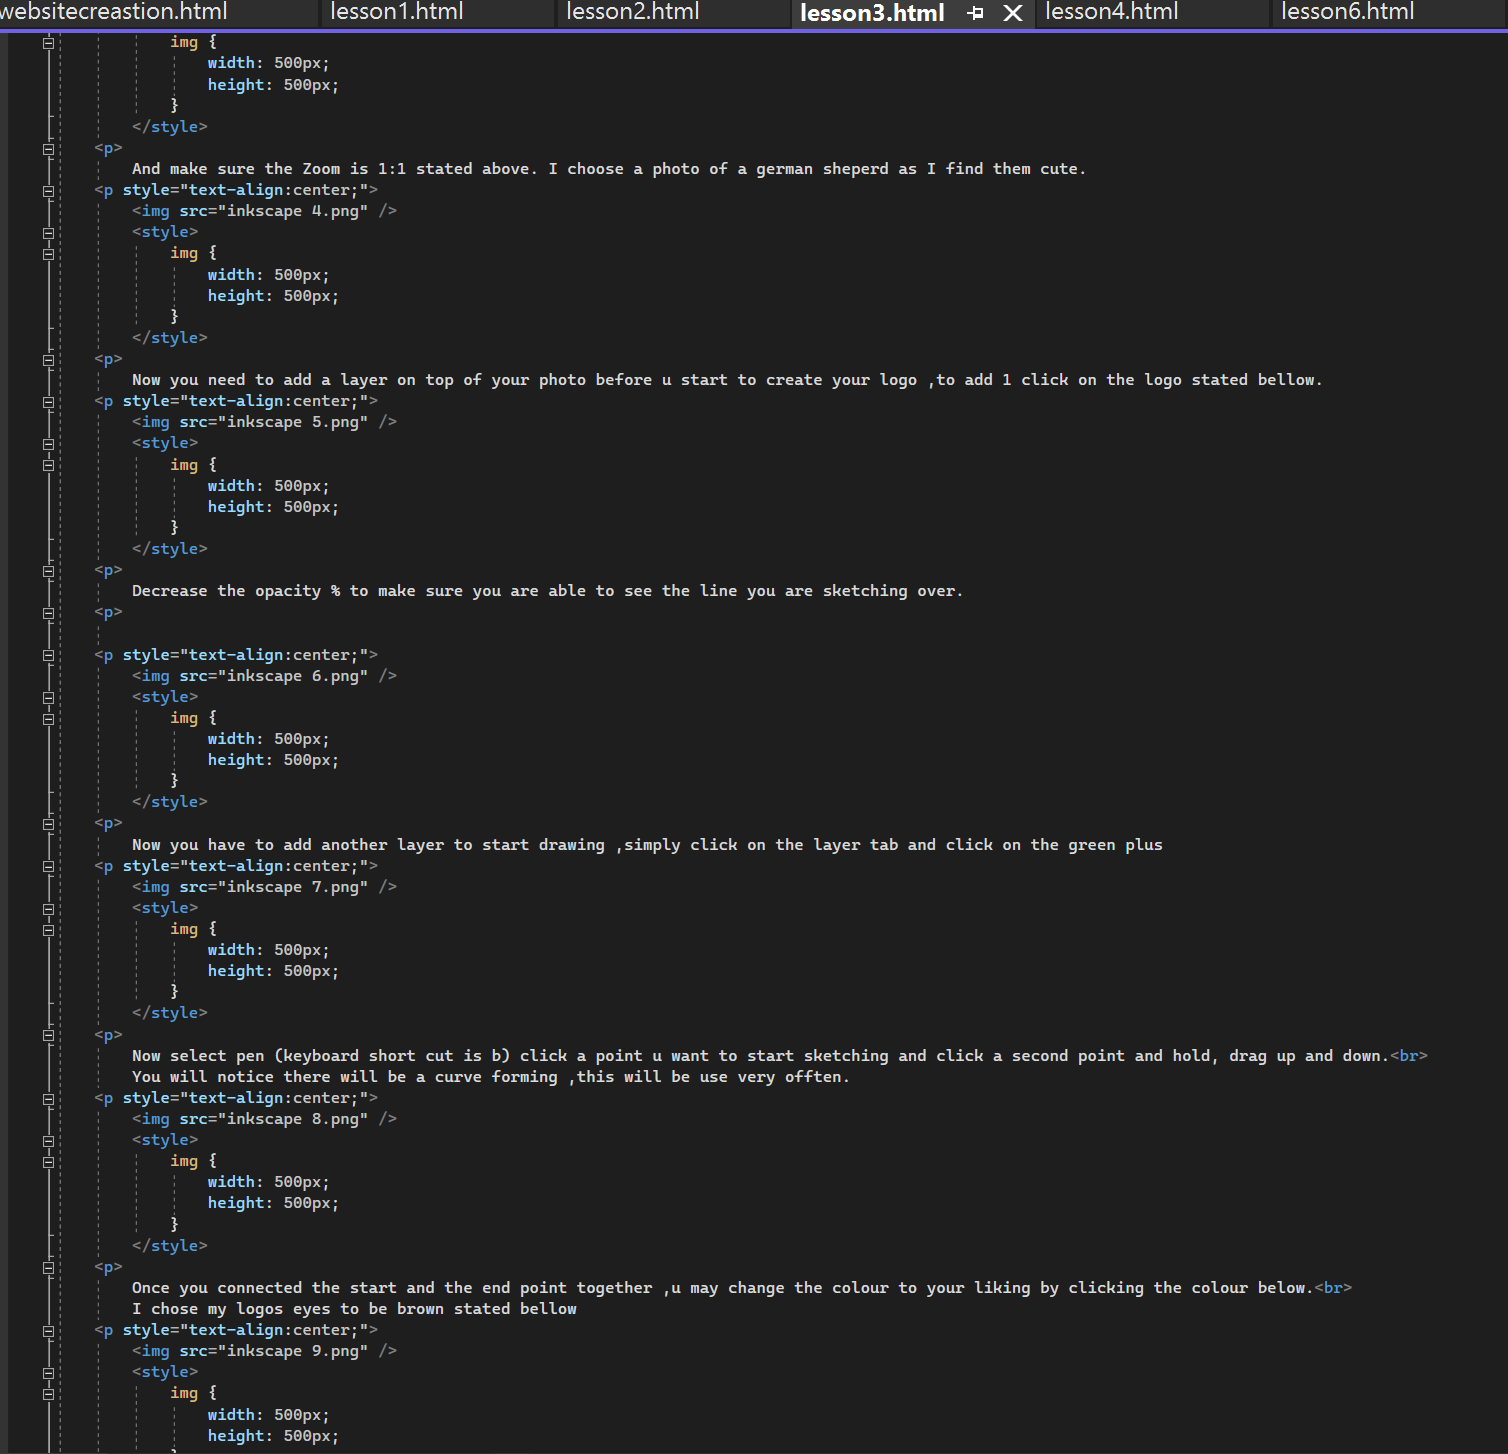 websitecreastion.html lesson1.html lesson2.html lesson3.html lesson4.html lesson6.html
img {
width: 500px;
height: 500px;
}
</style>
<p>
And make sure the Zoom is 1:1 stated above. I choose a photo of a german sheperd as I find them cute.
<p style="text-align:center;">
<img src="inkscape 4.png" />
<style>
img {
width: 500px;
height: 500px;
}
</style>
<p>
Now you need to add a layer on top of your photo before u start to create your logo ,to add 1 click on the logo stated bellow.
<p style="text-align:center;">
<img src="inkscape 5.png" />
<style>
img {
width: 500px;
height: 500px;
}
</style>
<p>
Decrease the opacity % to make sure you are able to see the line you are sketching over.
<p>
<p style="text-align:center;">
<img src="inkscape 6.png" />
<style>
img {
width: 500px;
height: 500px;
}
</style>
<p>
Now you have to add another layer to start drawing ,simply click on the layer tab and click on the green plus
<p style="text-align:center;">
<img src="inkscape 7.png" />
<style>
img {
width: 500px;
height: 500px;
}
</style>
<p>
Now select pen (keyboard short cut is b) click a point u want to start sketching and click a second point and hold, drag up and down.<br>
You will notice there will be a curve forming ,this will be use very offten.
<p style="text-align:center;">
<img src="inkscape 8.png" />
<style>
img {
width: 500px;
height: 500px;
}
</style>
<p>
Once you connected the start and the end point together ,u may change the colour to your liking by clicking the colour below.<br>
I chose my logos eyes to be brown stated bellow
<p style="text-align:center;">
<img src="inkscape 9.png" />
<style>
img {
width: 500px;
height: 500px;